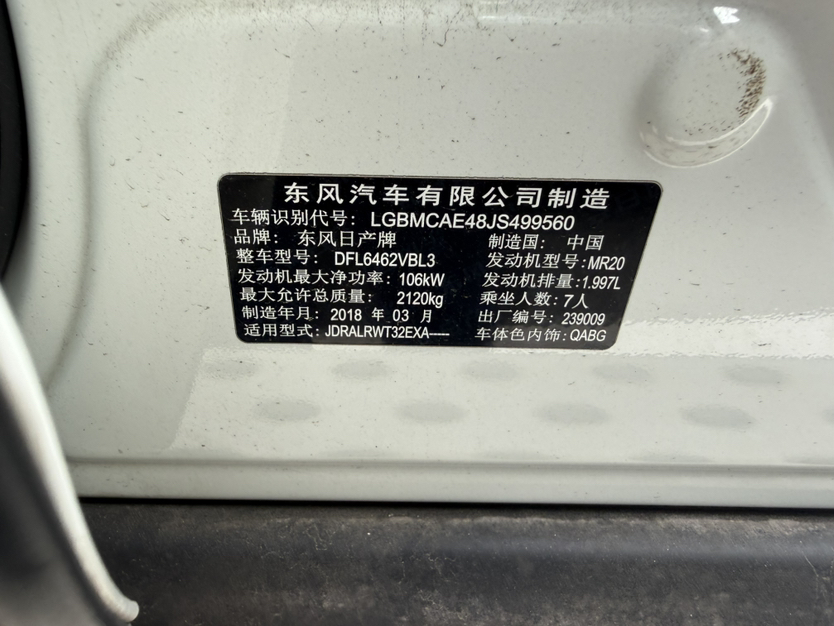 东风汽车有限公司制造
车辆识别代号: LGBMCAE48JS499560
品牌: 东风日产牌 制造国: 中国
整车型号: DFL6462VBL3 发动机型号:MR20
发动机最大净功率: 106kW 发动机排量:1.997L
最大允许总质量: 2120kg 乘坐人数:7人
制造年月: 2018 年 03 月 出厂编号: 239009
适用型式: JDRALRWT32EXA----- 车体色内饰:QABG